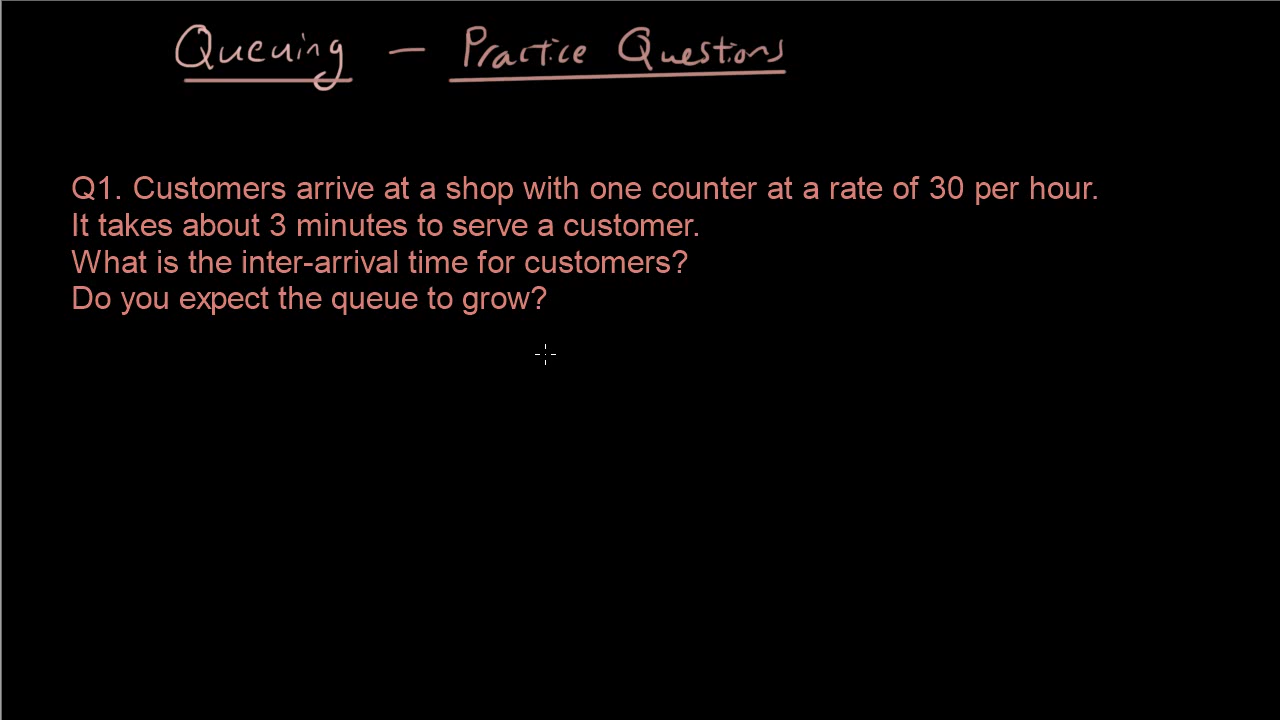 Queuing - Practice Questions
Q1. Customers arrive at a shop with one counter at a rate of 30 per hour.
It takes about 3 minutes to serve a customer.
What is the inter-arrival time for customers?
Do you expect the queue to grow?